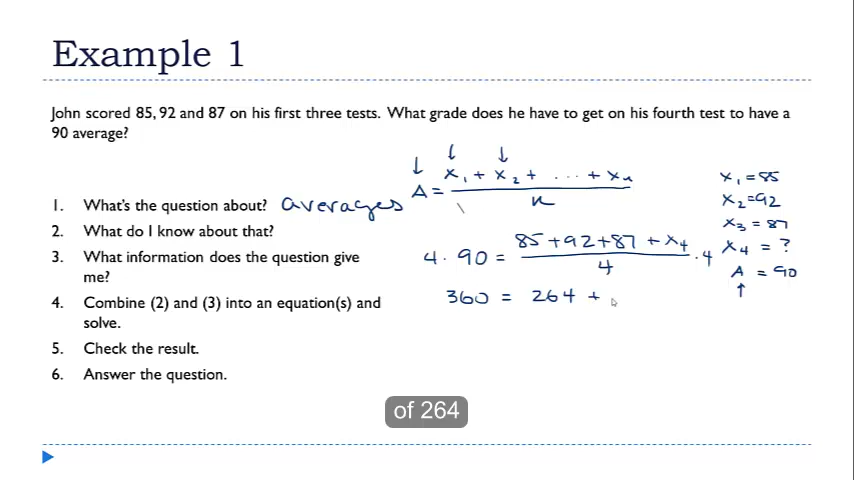 Example 1
John scored 85, 92 and 87 on his first three tests. What grade does he have to get on his fourth test to have a
90 average?
1. What's the question about? averages
2. What do I know about that?
3. What information does the question give
me?
4. Combine (2) and (3) into an equation(s) and
solve.
5. Check the result.
6. Answer the question.
↓ ↓ ↓
A = x₁ + x₂ + ... + xₙ / n
4 · 90 = 85 + 92 + 87 + x₄ / 4 · 4
360 = 264 +
x₁ = 85
x₂ = 92
x₃ = 87
x₄ = ?
A = 90
↑
of 264